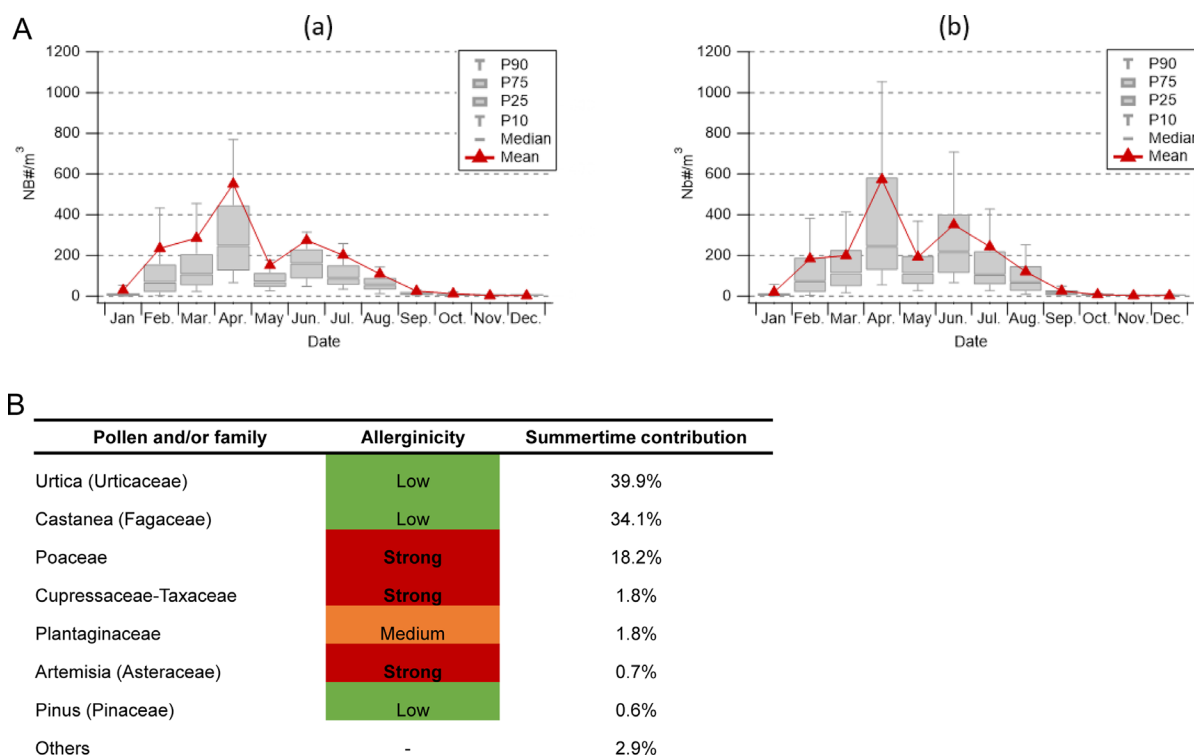 A
(a)
1200
1000
800
600
400
200
0
NB#/m³
P90
P75
P25
P10
Median
Mean
Jan Feb. Mar. Apr. May Jun. Jul. Aug. Sep. Oct. Nov. Dec.
Date
(b)
1200
1000
800
600
400
200
0
Nb#/m³
P90
P75
P25
P10
Median
Mean
Jan Feb. Mar. Apr. May Jun. Jul. Aug. Sep. Oct. Nov. Dec.
Date
B
Pollen and/or family Allerginicity Summertime contribution
Urtica (Urticaceae) Low 39.9%
Castanea (Fagaceae) Low 34.1%
Poaceae Strong 18.2%
Cupressaceae-Taxaceae Strong 1.8%
Plantaginaceae Medium 1.8%
Artemisia (Asteraceae) Strong 0.7%
Pinus (Pinaceae) Low 0.6%
Others - 2.9%